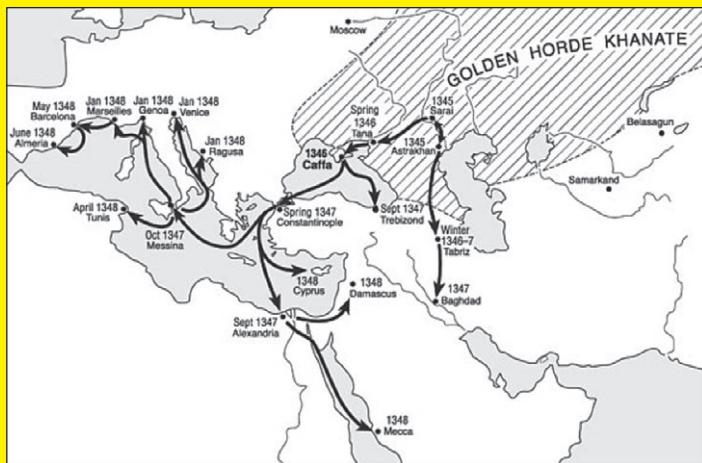 Moscow
GOLDEN HORDE KHANATE
May 1348
Barcelona
Jan 1348
Marseilles
Jan 1348
Genoa
Jan 1348
Venice
Spring
1346
Tana
1345
Sarai
1345
Astrakhan
Belasagun
June 1348
Almeria
Jan 1348
Ragusa
1346
Caffa
Samarkand
April 1348
Tunis
Oct 1347
Messina
Spring 1347
Constantinople
Sept 1347
Trebizond
Winter
1346–7
Tabriz
1348
Cyprus
1348
Damascus
1347
Baghdad
Sept 1347
Alexandria
1348
Mecca